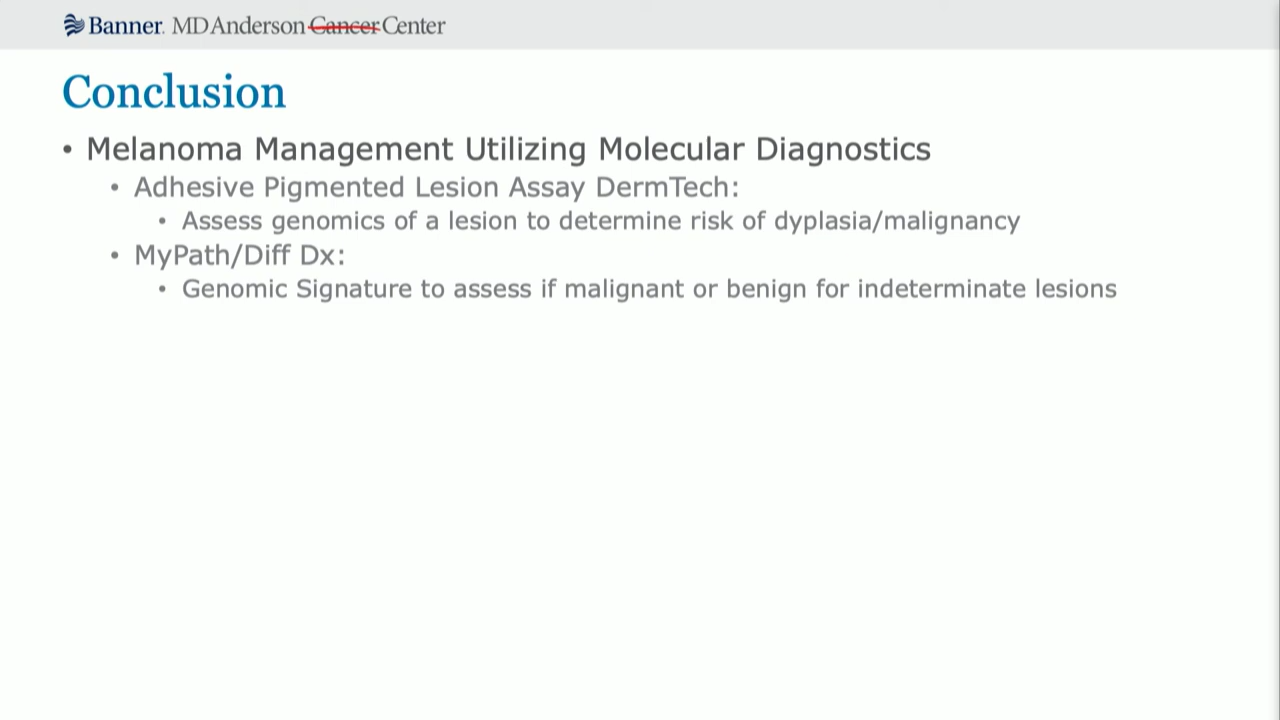 Banner. MD Anderson Cancer Center
Conclusion
• Melanoma Management Utilizing Molecular Diagnostics
• Adhesive Pigmented Lesion Assay DermTech:
• Assess genomics of a lesion to determine risk of dyplasia/malignancy
• MyPath/Diff Dx:
• Genomic Signature to assess if malignant or benign for indeterminate lesions